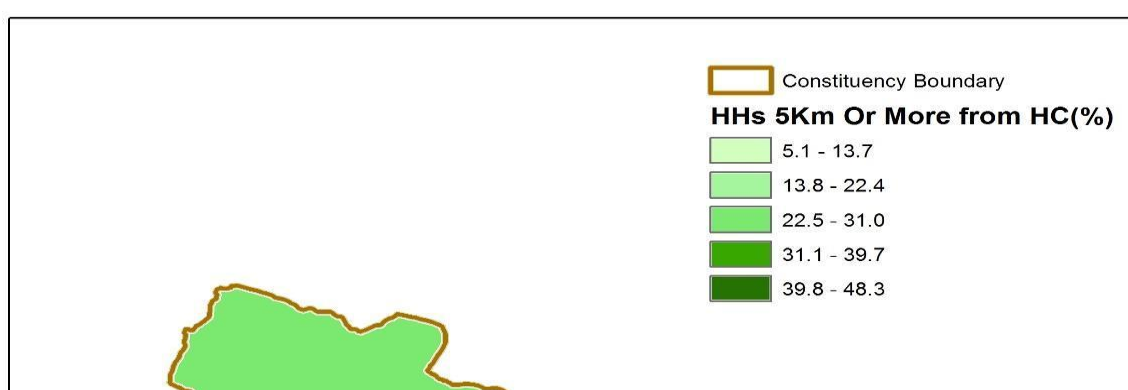 Constituency Boundary
HHs 5Km Or More from HC(%)
5.1 - 13.7
13.8 - 22.4
22.5 - 31.0
31.1 - 39.7
39.8 - 48.3